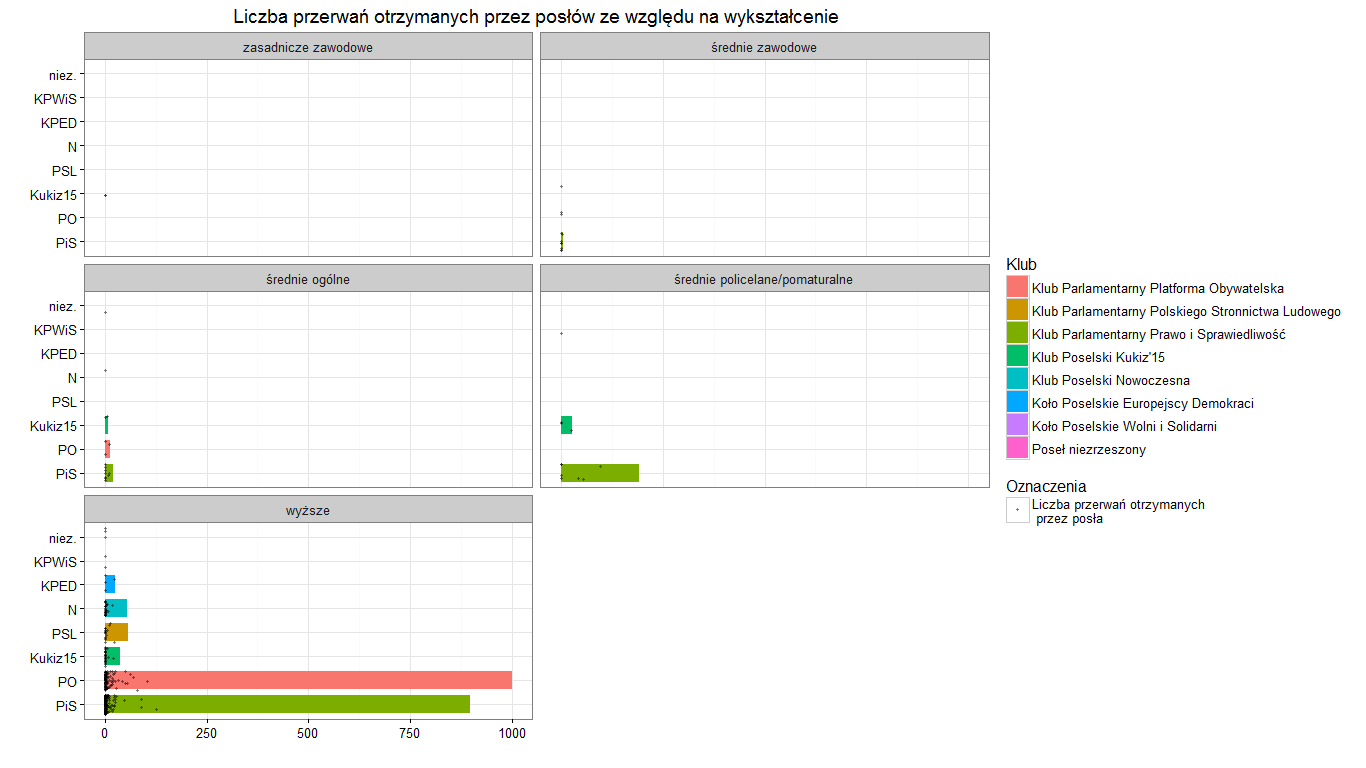 Liczba przerwań otrzymanych przez posłów ze względu na wykształcenie
zasadnicze zawodowe
średnie zawodowe
niez.
KPWiS
KPED
N
PSL
Kukiz15
PO
PiS
średnie ogólne
średnie policelane/pomaturalne
niez.
KPWiS
KPED
N
PSL
Kukiz15
PO
PiS
wyższe
niez.
KPWiS
KPED
N
PSL
Kukiz15
PO
PiS
0 250 500 750 1000
Klub
Klub Parlamentarny Platforma Obywatelska
Klub Parlamentarny Polskiego Stronnictwa Ludowego
Klub Parlamentarny Prawo i Sprawiedliwość
Klub Poselski Kukiz'15
Klub Poselski Nowoczesna
Koło Poselskie Europejscy Demokraci
Koło Poselskie Wolni i Solidarni
Poseł niezrzeszony
Oznaczenia
Liczba przerwań otrzymanych
przez posła